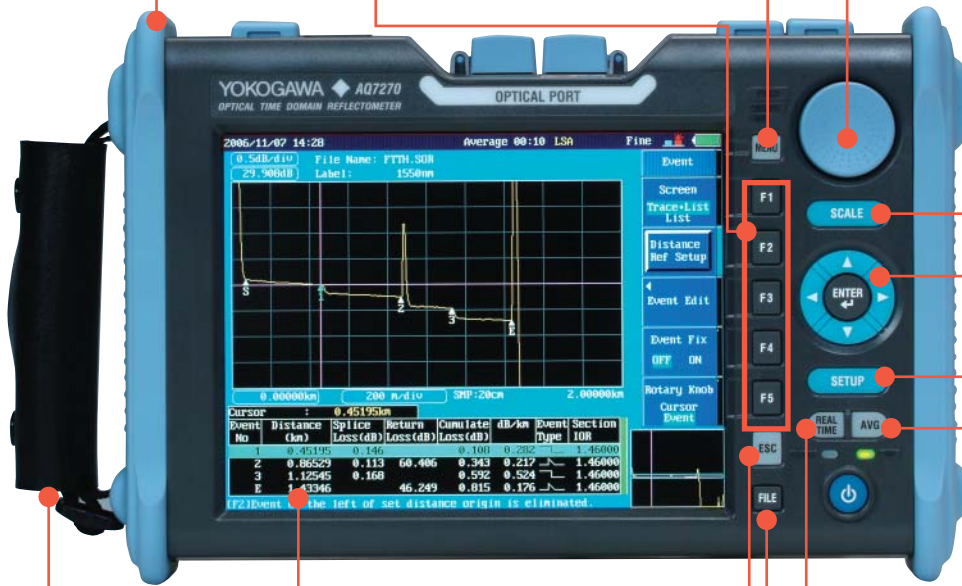 YOKOGAWA ◆ AQ7270
OPTICAL TIME DOMAIN REFLECTOMETER
OPTICAL PORT
2006/11/07 14:28 Average 00:10 LSA Fine
0.5dB/div File Name: FTTH.SOR
29.908dB Label: 1550nm
S
1
2
3
E
0.00000km 200 m/div SMP:20cm 2.00000km
Cursor : 0.45195km
Event Distance Splice Return Cumulate dB/km Event Section
No (km) Loss(dB) Loss(dB) Loss(dB) Type IOR
1 0.45195 0.146 0.108 0.282 1.46000
2 0.86529 0.113 60.406 0.343 0.217 1.46000
3 1.12545 0.168 0.592 0.524 1.46000
E 1.43346 46.249 0.815 0.176 1.46000
[F2]Event the left of set distance origin is eliminated.
Event
Screen
Trace+List
List
Distance
Ref Setup
Event Edit
Event Fix
OFF ON
Rotary Knob
Cursor
Event
MENU
F1
F2
F3
F4
F5
ESC
FILE
SCALE
ENTER
SETUP
REAL
TIME
AVG